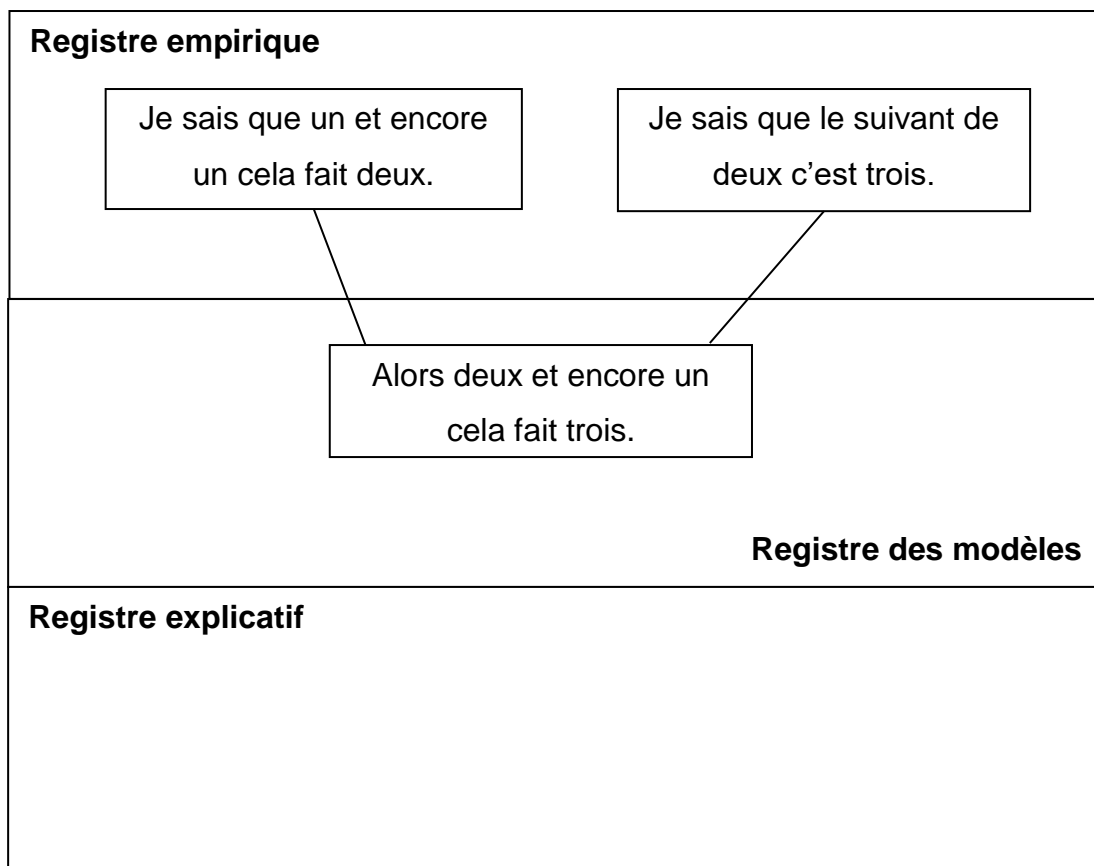 Registre empirique
Je sais que un et encore
un cela fait deux.
Je sais que le suivant de
deux c’est trois.
Alors deux et encore un
cela fait trois.
Registre des modèles
Registre explicatif